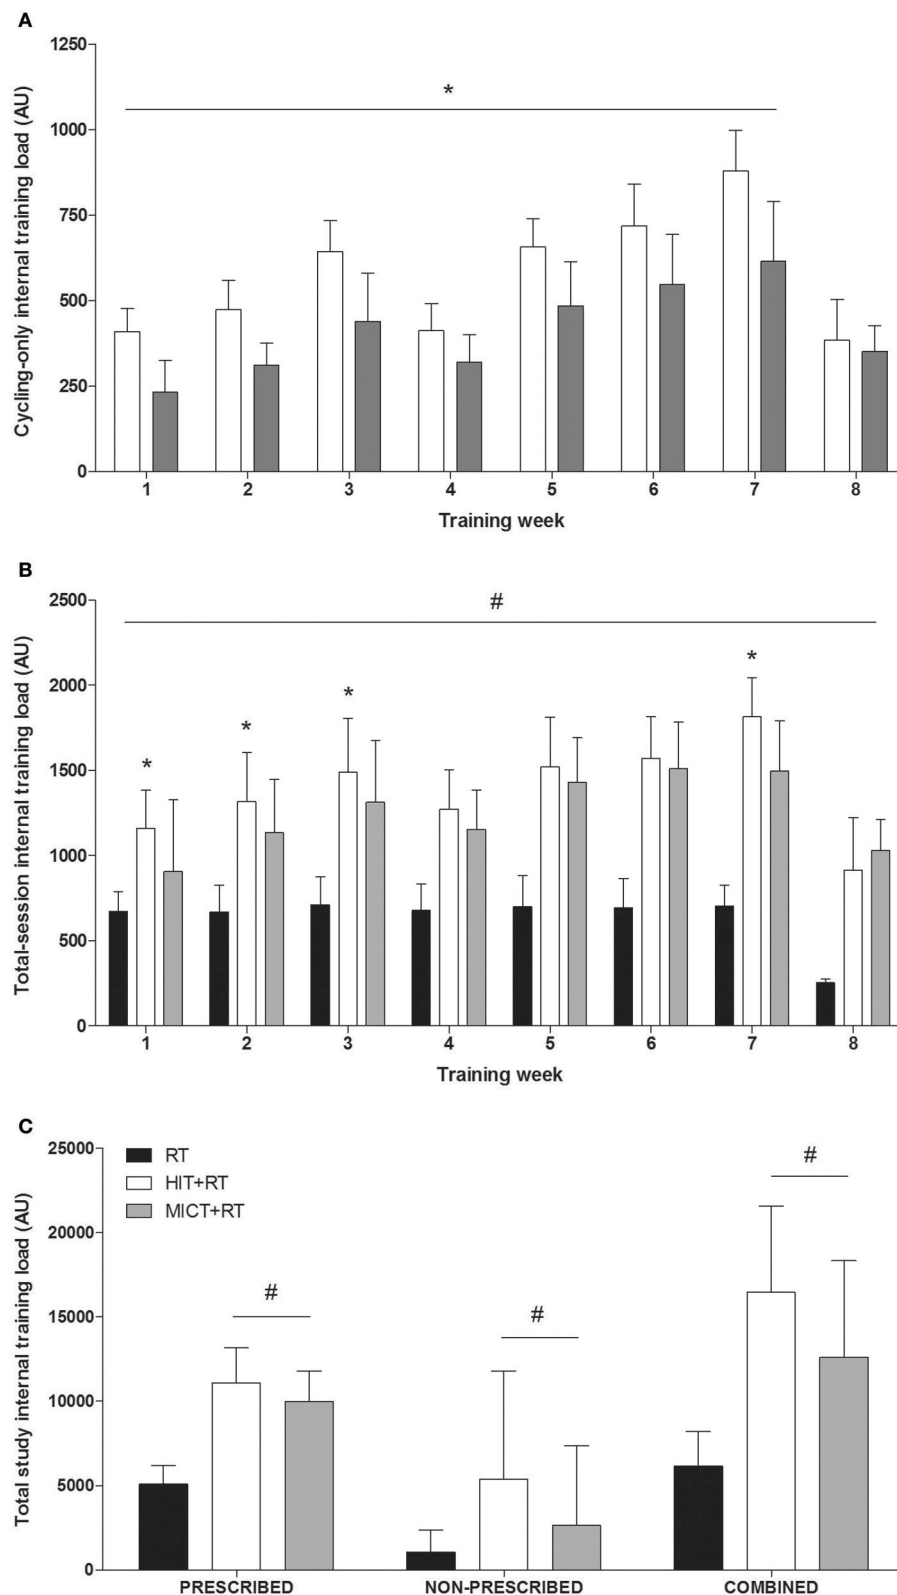 A
Cycling-only internal training load (AU)
1250
*
1000
750
500
250
0
1 2 3 4 5 6 7 8
Training week
B
Total-session internal training load (AU)
2500
#
2000
* * * *
1500
1000
500
0
1 2 3 4 5 6 7 8
Training week
C
Total study internal training load (AU)
25000
RT
HIT+RT
MICT+RT
# # #
20000
15000
10000
5000
0
PRESCRIBED NON-PRESCRIBED COMBINED